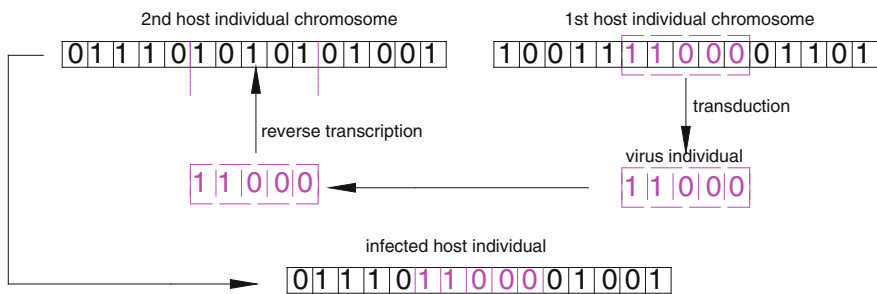 2nd host individual chromosome
1st host individual chromosome
0 1 1 1 0 1 0 1 0 1 0 1 0 0 1
1 0 0 1 1 1 1 0 0 0 0 1 1 0 1
transduction
reverse transcription
virus individual
1 1 0 0 0
1 1 0 0 0
infected host individual
0 1 1 1 0 1 1 0 0 0 0 1 0 0 1